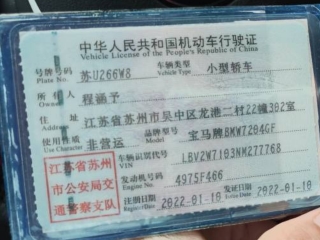 中华人民共和国机动车行驶证
Vehicle License of the People's Republic of China
号牌号码 苏U266W8 车辆类型 小型轿车
Plate No. Vehicle Type
所有人 程涵予
Owner
住址 江苏省苏州市吴中区龙港二村22幢302室
Address
使用性质 非营运 品牌型号 宝马牌BMW7204GF
Use Character Model
江苏省苏州市公安局交通警察支队
车辆识别代号 LBV2W7103NM277768
VIN
发动机号码 4975F466
Engine No.
注册日期 2022-01-10 发证日期 2022-01-10
Register Date Issue Date